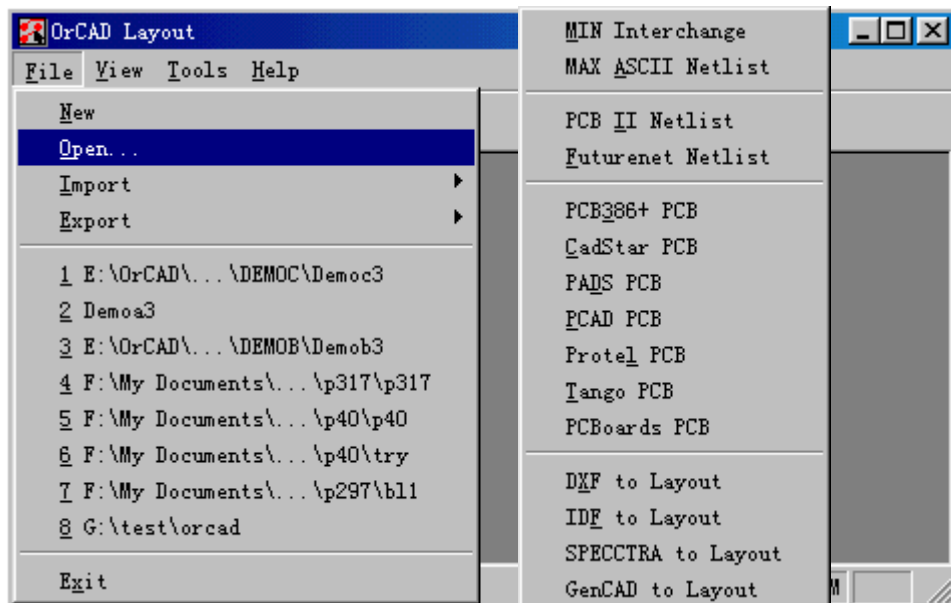 OrCAD Layout
File View Tools Help
New
Open...
Import
Export
1 E:\OrCAD\...\DEMOC\Democ3
2 Demoa3
3 E:\OrCAD\...\DEMOB\Demob3
4 F:\My Documents\...\p317\p317
5 F:\My Documents\...\p40\p40
6 F:\My Documents\...\p40\try
7 F:\My Documents\...\p297\bl1
8 G:\test\orcad
Exit
MIN Interchange
MAX ASCII Netlist
PCB II Netlist
Futurenet Netlist
PCB386+ PCB
CadStar PCB
PADS PCB
PCAD PCB
Protel PCB
Tango PCB
PCBoards PCB
DXF to Layout
IDF to Layout
SPECCTRA to Layout
GenCAD to Layout